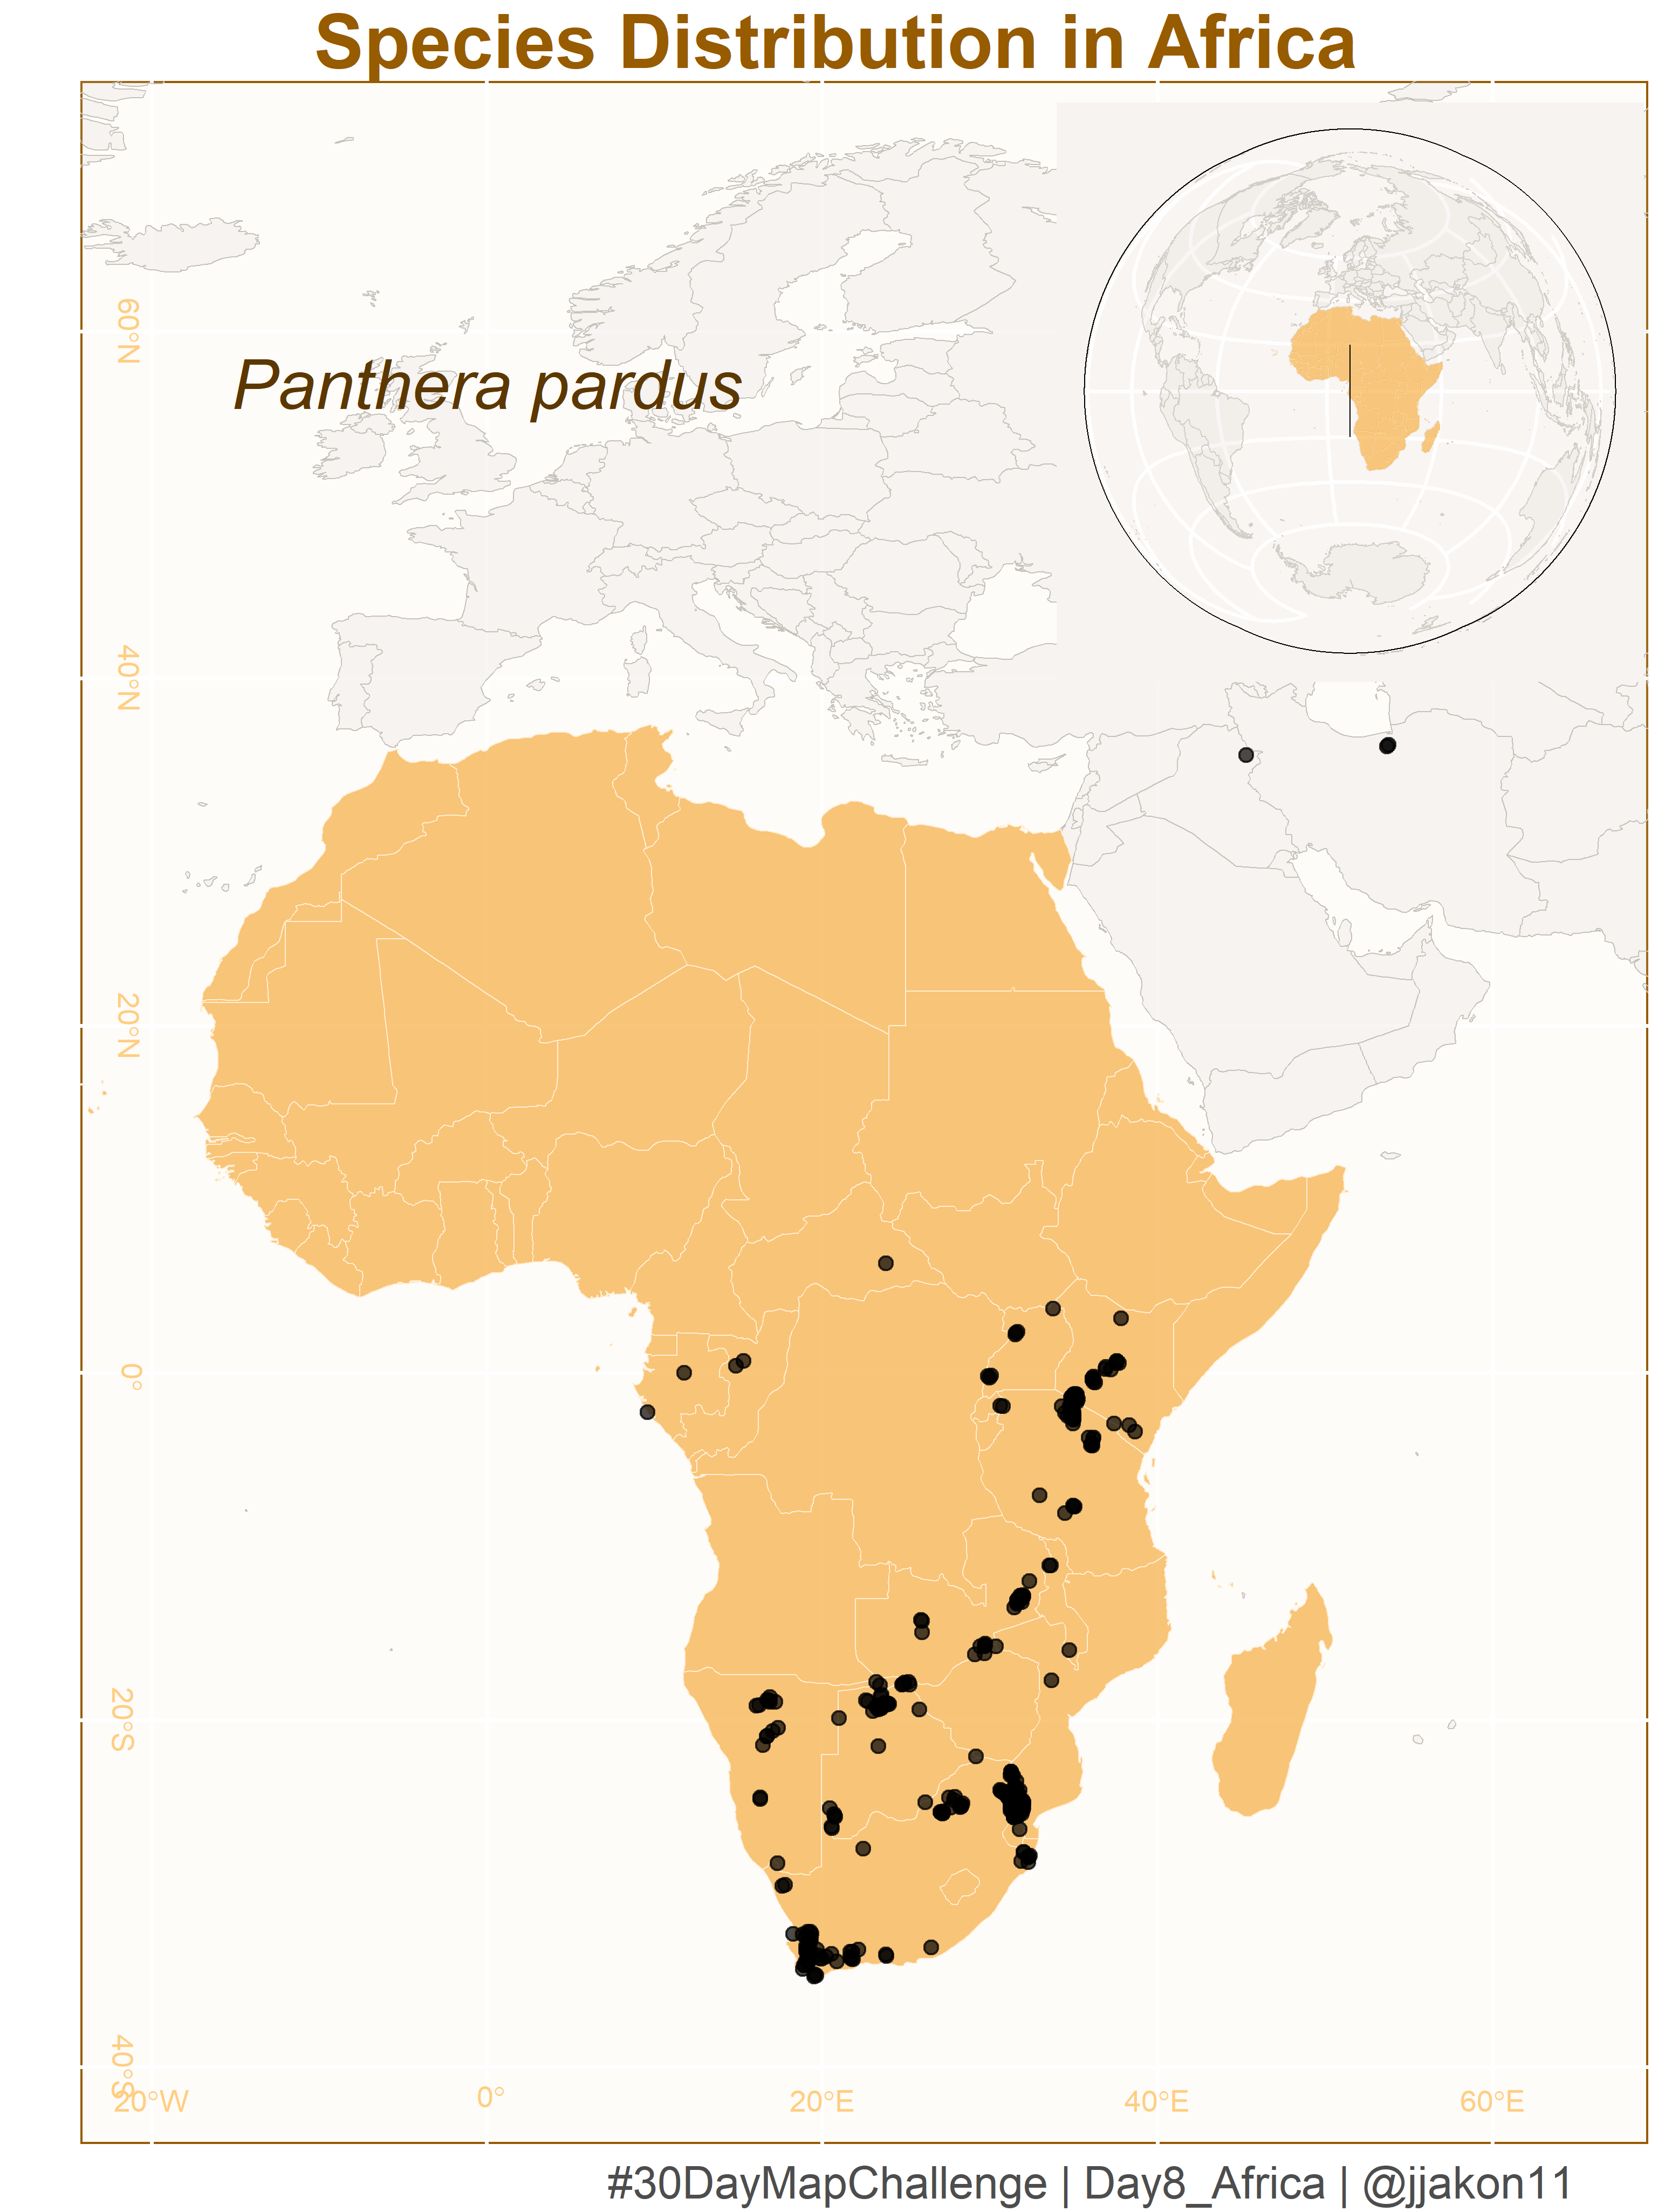 Species Distribution in Africa
60°N
Panthera pardus
40°N
20°N
0°
20°S
40°S
20°W 0° 20°E 40°E 60°E
#30DayMapChallenge | Day8_Africa | @jjakon11